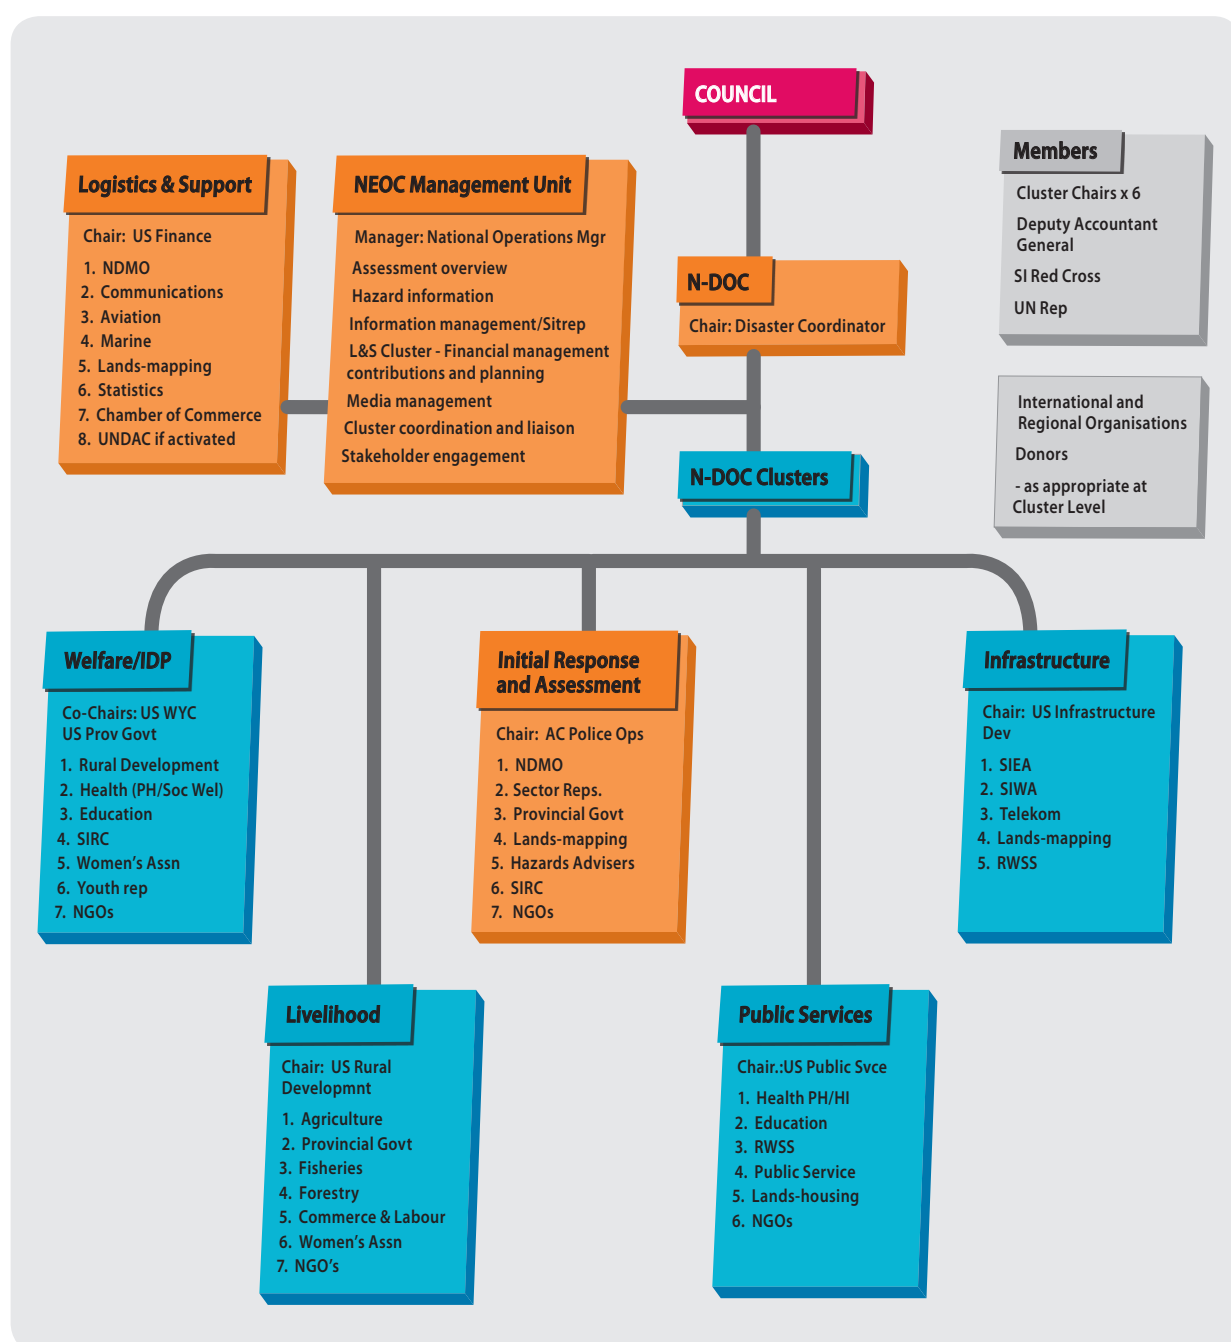 COUNCIL
Logistics & Support
Chair: US Finance
1. NDMO
2. Communications
3. Aviation
4. Marine
5. Lands-mapping
6. Statistics
7. Chamber of Commerce
8. UNDAC if activated
NEOC Management Unit
Manager: National Operations Mgr
Assessment overview
Hazard information
Information management/Sitrep
L&S Cluster - Financial management
contributions and planning
Media management
Cluster coordination and liaison
Stakeholder engagement
N-DOC
Chair: Disaster Coordinator
Members
Cluster Chairs x 6
Deputy Accountant
General
SI Red Cross
UN Rep
International and
Regional Organisations
Donors
- as appropriate at
Cluster Level
N-DOC Clusters
Welfare/IDP
Co-Chairs: US WYC
US Prov Govt
1. Rural Development
2. Health (PH/Soc Wel)
3. Education
4. SIRC
5. Women's Assn
6. Youth rep
7. NGOs
Initial Response
and Assessment
Chair: AC Police Ops
1. NDMO
2. Sector Reps.
3. Provincial Govt
4. Lands-mapping
5. Hazards Advisers
6. SIRC
7. NGOs
Infrastructure
Chair: US Infrastructure
Dev
1. SIEA
2. SIWA
3. Telekom
4. Lands-mapping
5. RWSS
Livelihood
Chair: US Rural
Developmnt
1. Agriculture
2. Provincial Govt
3. Fisheries
4. Forestry
5. Commerce & Labour
6. Women's Assn
7. NGO's
Public Services
Chair.:US Public Svce
1. Health PH/HI
2. Education
3. RWSS
4. Public Service
5. Lands-housing
6. NGOs